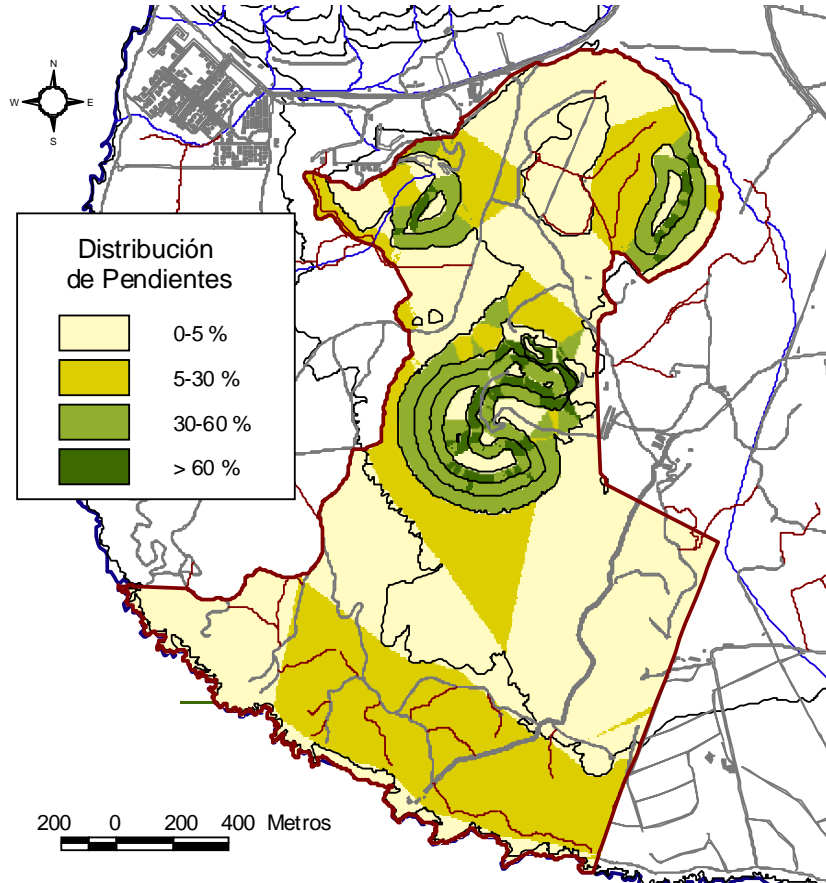 N
W E
S
Distribución
de Pendientes
0-5 %
5-30 %
30-60 %
> 60 %
200 0 200 400 Metros